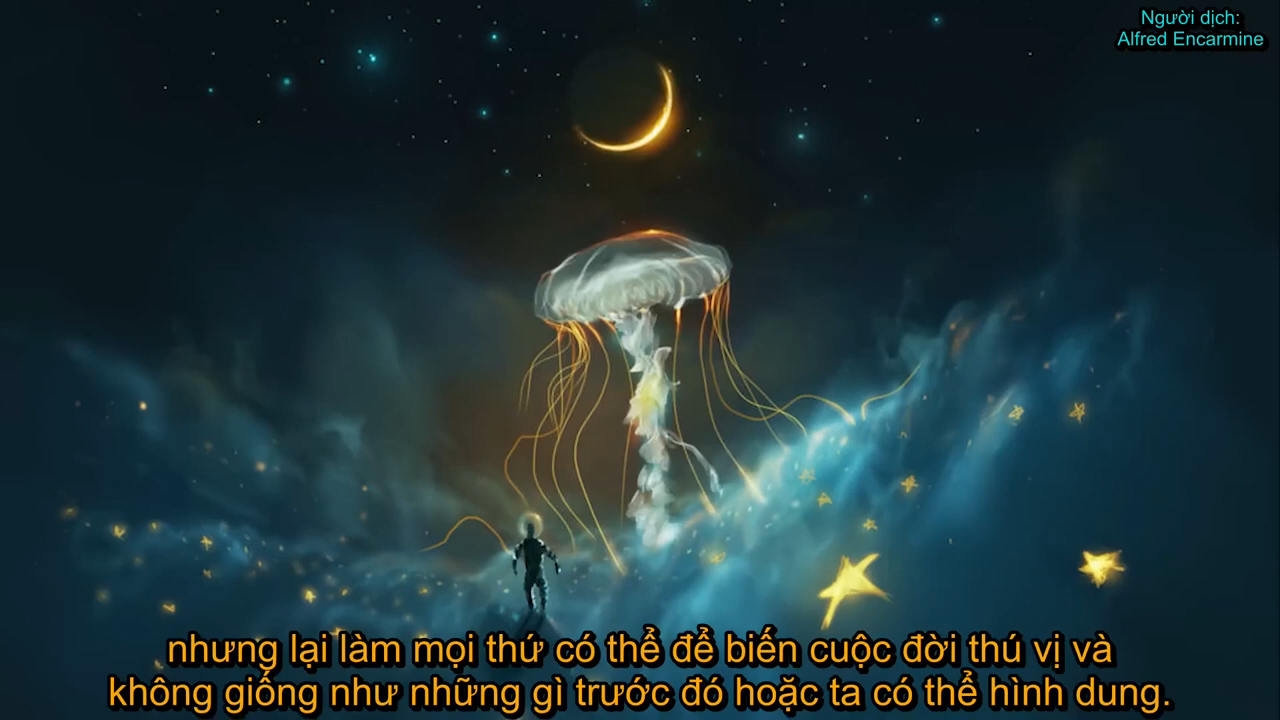 Người dịch:
Alfred Encarmine
nhưng lại làm mọi thứ có thể để biến cuộc đời thú vị và
không giống như những gì trước đó hoặc ta có thể hình dung.